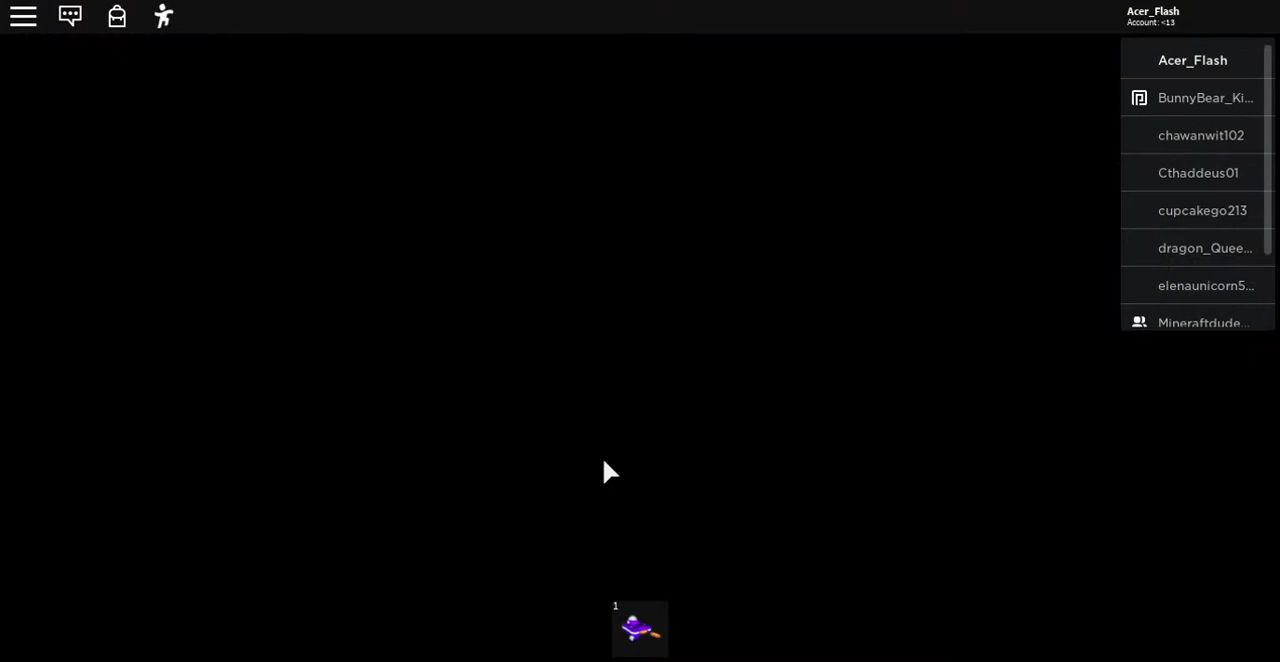 Acer_Flash
Account: <13
Acer_Flash
BunnyBear_Ki...
chawanwit102
Cthaddeus01
cupcakego213
dragon_Quee...
elenaunicorn5...
Mineraftdude...
1